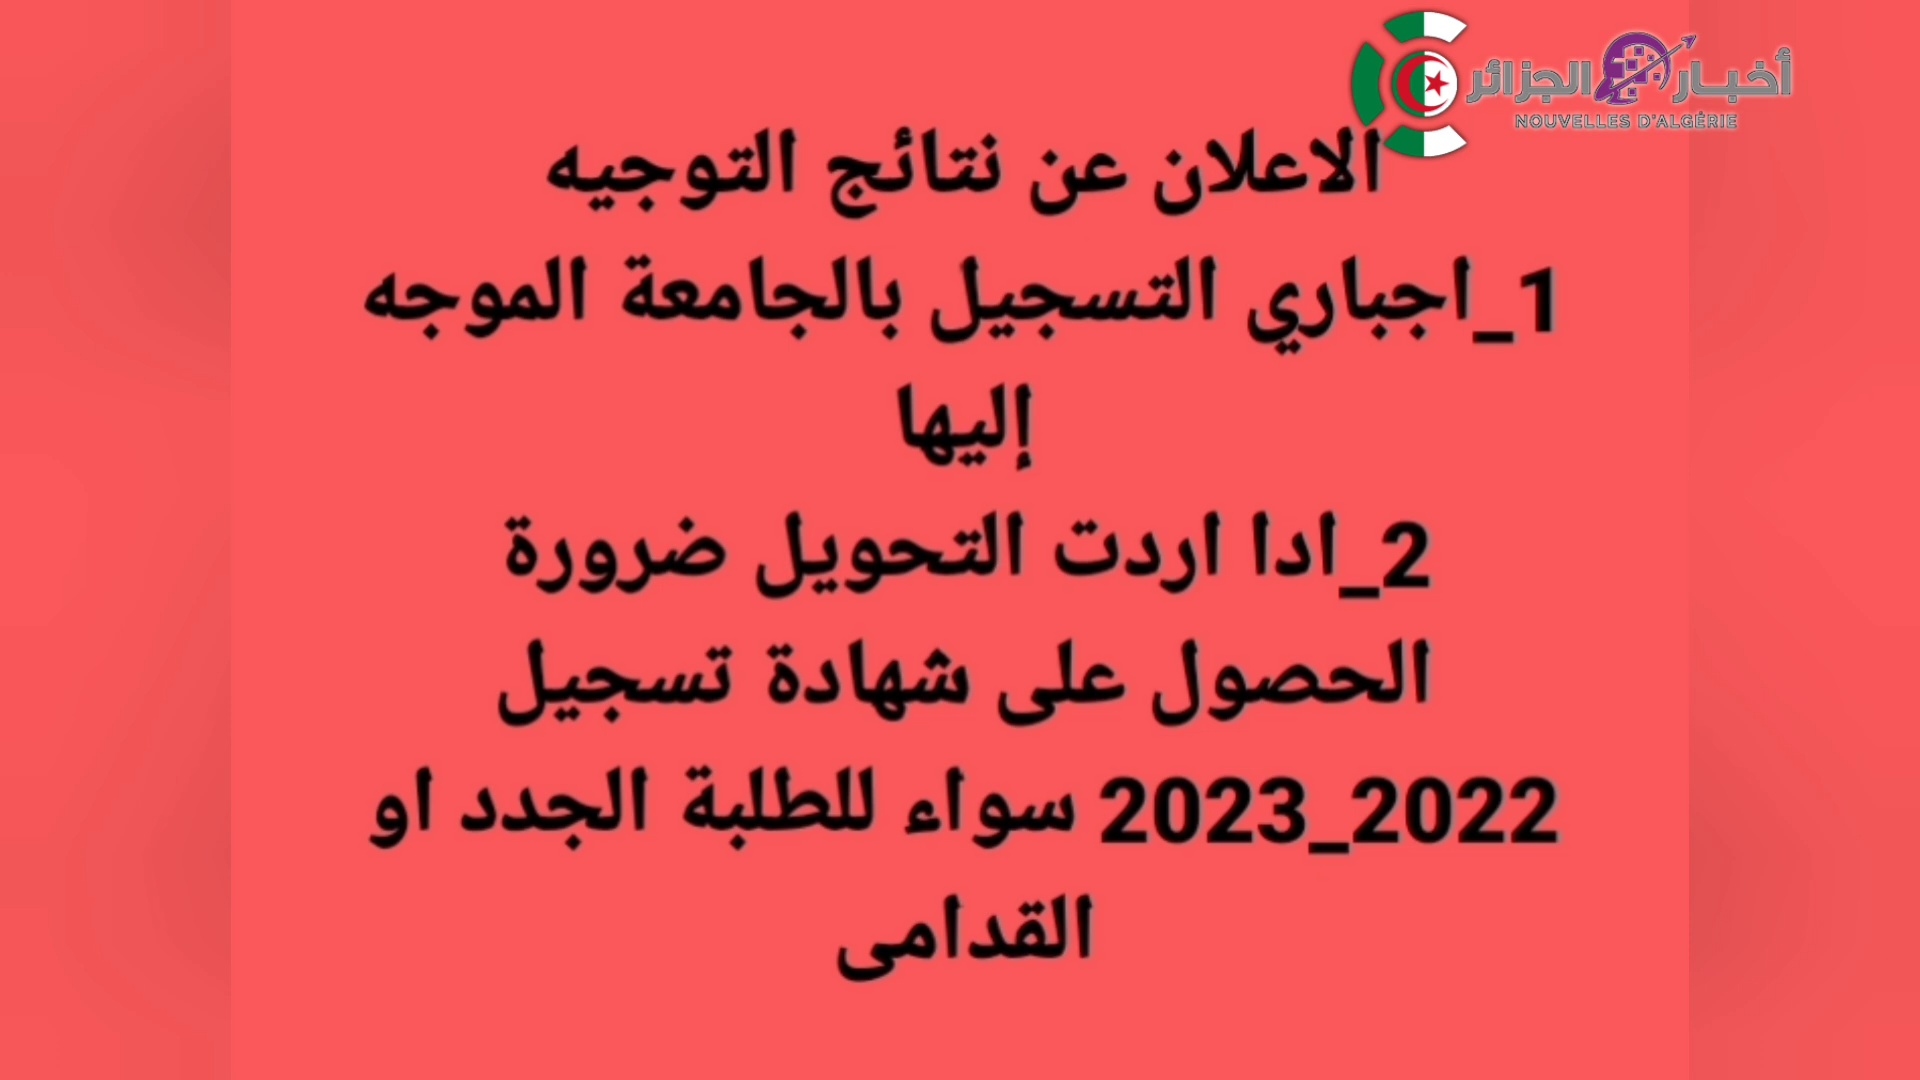 أخبار الجزائر
NOUVELLES D'ALGÉRIE
الاعلان عن نتائج التوجيه
1_اجباري التسجيل بالجامعة الموجه
إليها
2_ادا اردت التحويل ضرورة
الحصول على شهادة تسجيل
2022_2023 سواء للطلبة الجدد او
القدامى